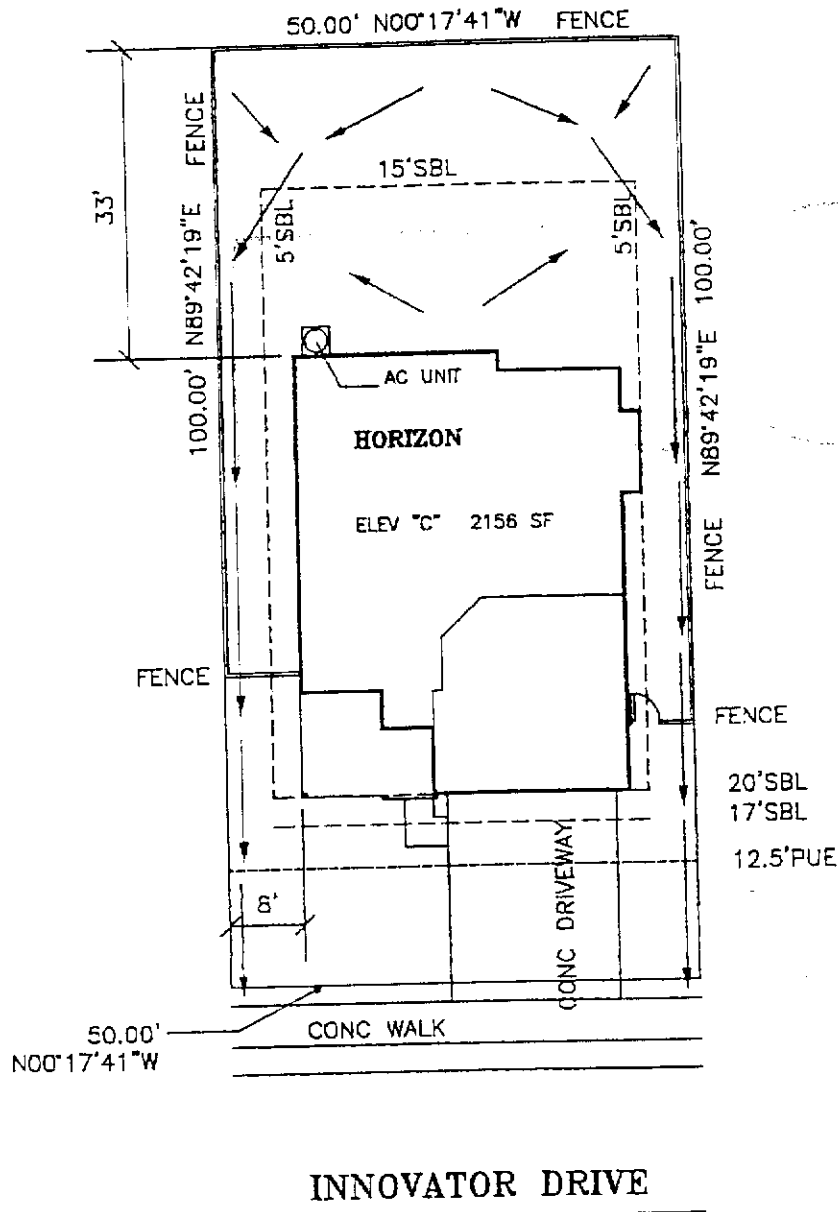 50.00' N00°17'41"W FENCE
FENCE
33'
15'SBL
5'SBL
5'SBL
100.00' N89°42'19"E
N89°42'19"E 100.00'
AC UNIT
HORIZON
ELEV "C" 2156 SF
FENCE
FENCE
FENCE
20'SBL
17'SBL
12.5'PUE
8'
CONC DRIVEWAY
50.00'
N00°17'41"W
CONC WALK
INNOVATOR DRIVE